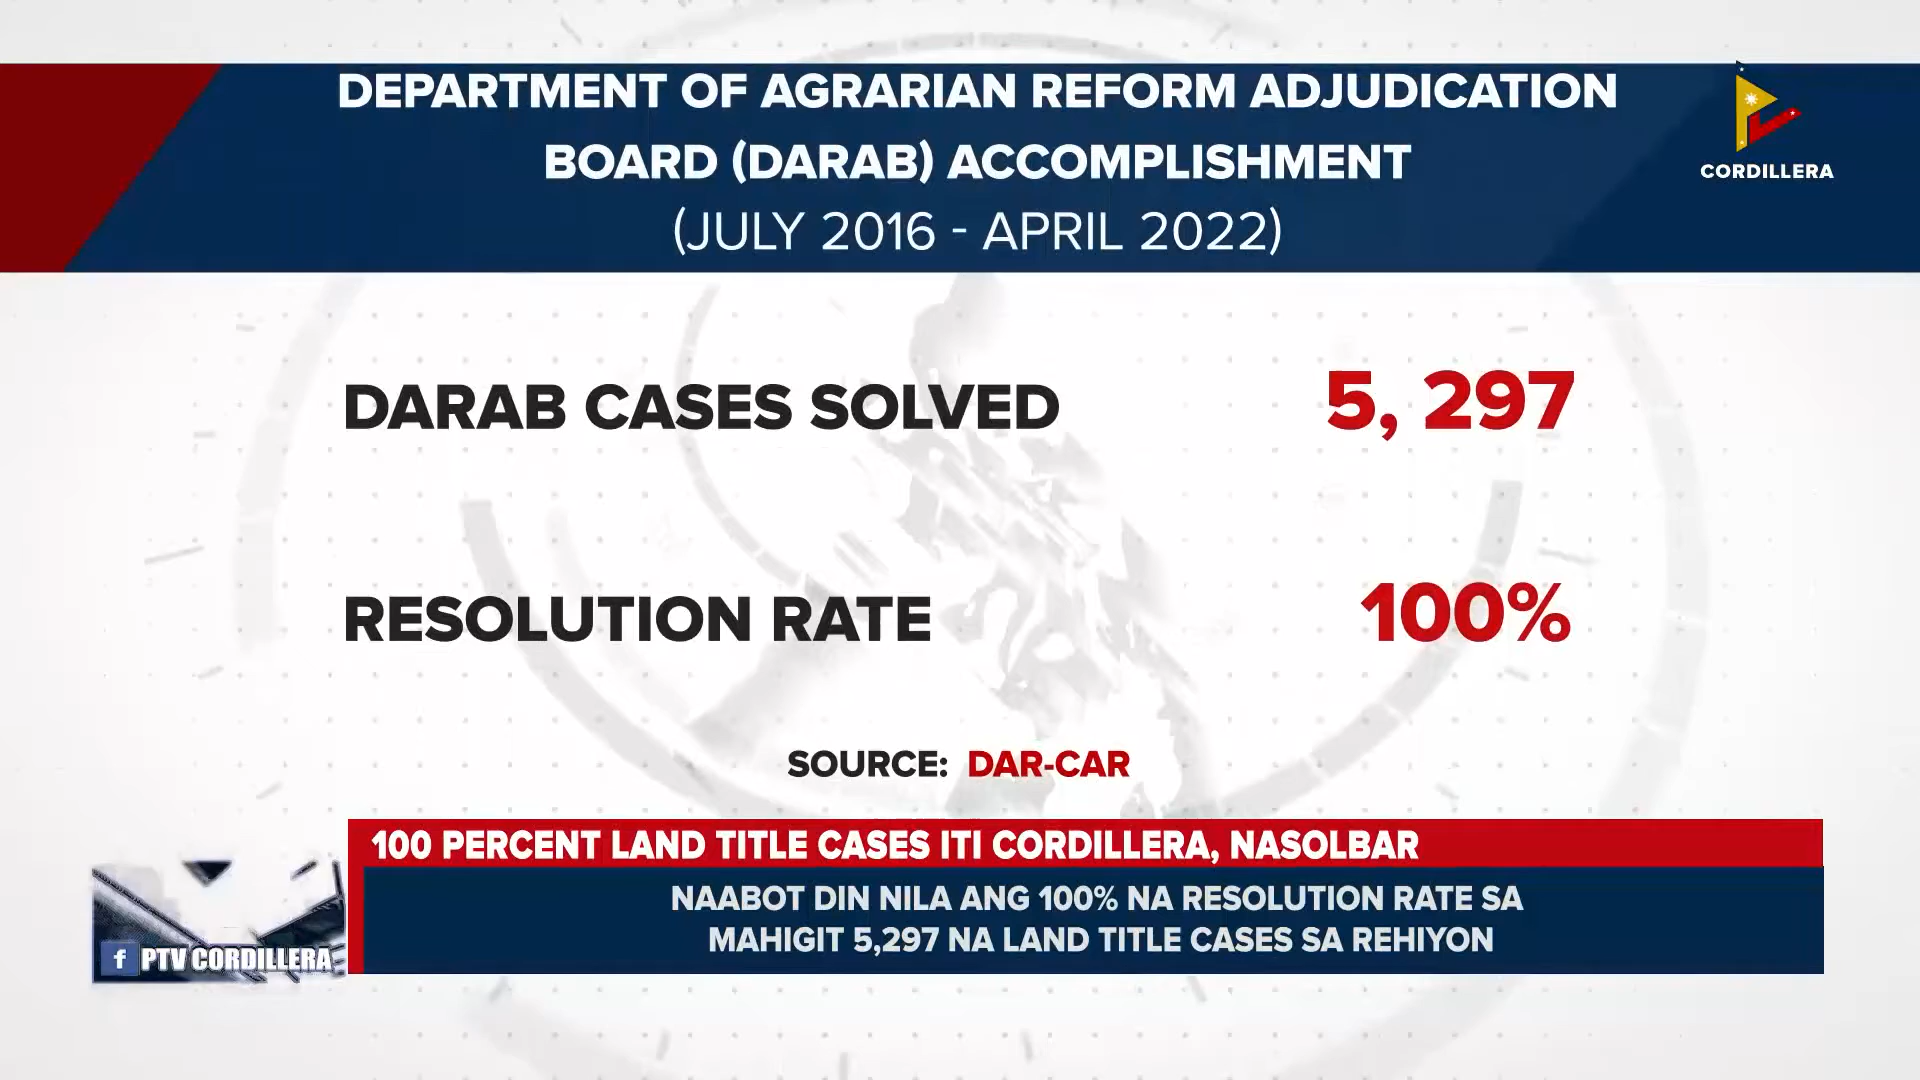 DEPARTMENT OF AGRARIAN REFORM ADJUDICATION
BOARD (DARAB) ACCOMPLISHMENT
(JULY 2016 - APRIL 2022)
CORDILLERA
DARAB CASES SOLVED 5, 297
RESOLUTION RATE 100%
SOURCE: DAR-CAR
100 PERCENT LAND TITLE CASES ITI CORDILLERA, NASOLBAR
NAABOT DIN NILA ANG 100% NA RESOLUTION RATE SA
MAHIGIT 5,297 NA LAND TITLE CASES SA REHIYON
f PTV CORDILLERA